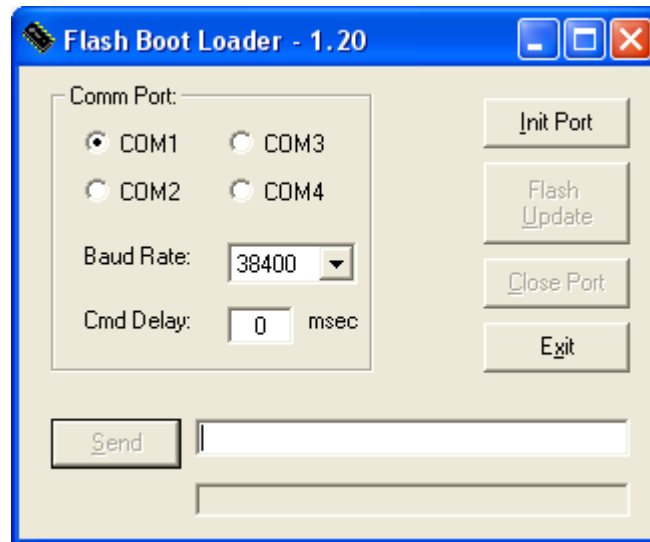 Flash Boot Loader - 1.20
Comm Port:
COM1
COM3
COM2
COM4
Baud Rate:
38400
Cmd Delay:
0
msec
Init Port
Flash
Update
Close Port
Exit
Send